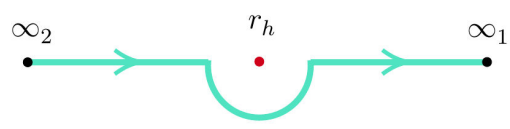 ∞₂ r_h ∞₁